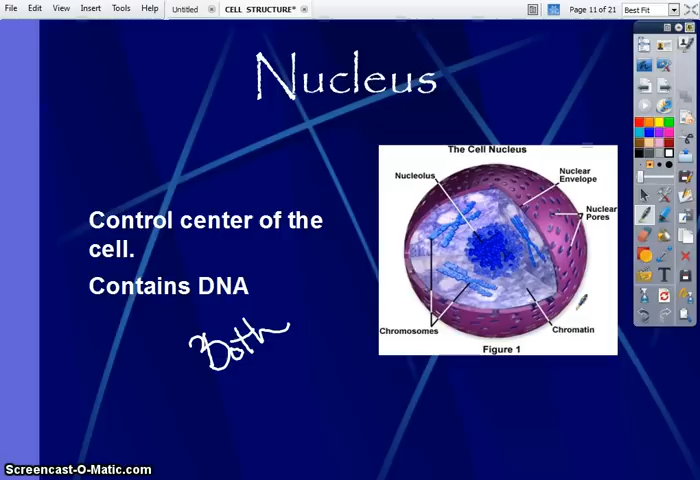 File Edit View Insert Tools Help Untitled CELL STRUCTURE* Page 11 of 21 Best Fit
Nucleus
Control center of the
cell.
Contains DNA
Both
The Cell Nucleus
Nucleolus
Nuclear
Envelope
Nuclear
Pores
Chromosomes
Chromatin
Figure 1
Screencast-O-Matic.com